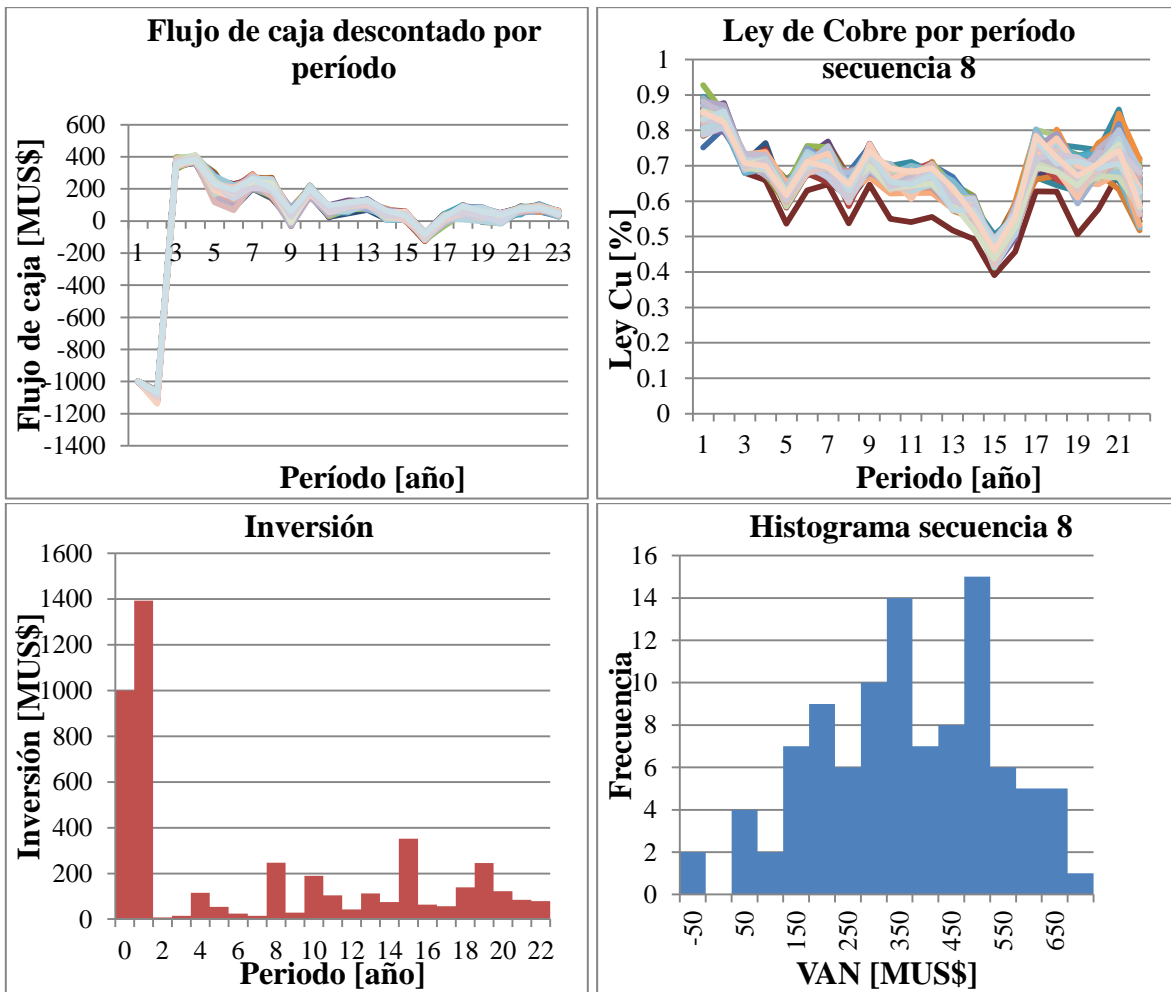 Flujo de caja descontado por
período
600
400
200
0
-200
-400
-600
-800
-1000
-1200
-1400
1 3 5 7 9 11 13 15 17 19 21 23
Flujo de caja [MUS$]
Período [año]
Ley de Cobre por período
secuencia 8
1
0.9
0.8
0.7
0.6
0.5
0.4
0.3
0.2
0.1
0
1 3 5 7 9 11 13 15 17 19 21
Ley Cu [%]
Periodo [año]
Inversión
1600
1400
1200
1000
800
600
400
200
0
0 2 4 6 8 10 12 14 16 18 20 22
Inversión [MUS$]
Periodo [año]
Histograma secuencia 8
16
14
12
10
8
6
4
2
0
-50 50 150 250 350 450 550 650
Frecuencia
VAN [MUS$]